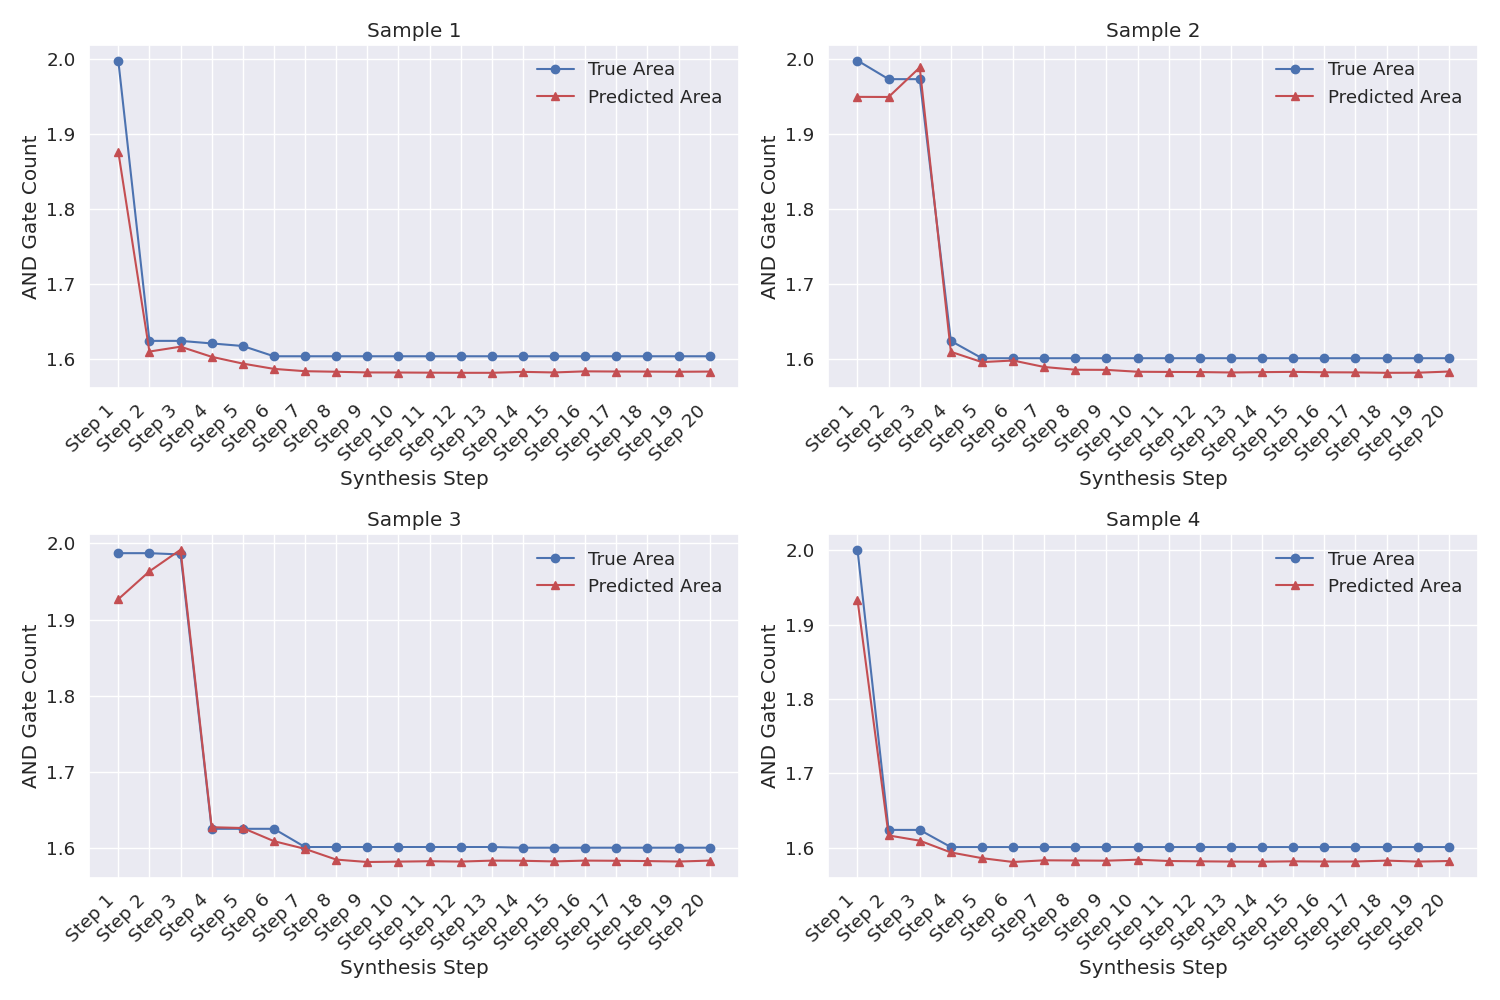 Sample 1
2.0
1.9
1.8
1.7
1.6
AND Gate Count
True Area
Predicted Area
Step 1
Step 2
Step 3
Step 4
Step 5
Step 6
Step 7
Step 8
Step 9
Step 10
Step 11
Step 12
Step 13
Step 14
Step 15
Step 16
Step 17
Step 18
Step 19
Step 20
Synthesis Step
Sample 2
2.0
1.9
1.8
1.7
1.6
AND Gate Count
True Area
Predicted Area
Step 1
Step 2
Step 3
Step 4
Step 5
Step 6
Step 7
Step 8
Step 9
Step 10
Step 11
Step 12
Step 13
Step 14
Step 15
Step 16
Step 17
Step 18
Step 19
Step 20
Synthesis Step
Sample 3
2.0
1.9
1.8
1.7
1.6
AND Gate Count
True Area
Predicted Area
Step 1
Step 2
Step 3
Step 4
Step 5
Step 6
Step 7
Step 8
Step 9
Step 10
Step 11
Step 12
Step 13
Step 14
Step 15
Step 16
Step 17
Step 18
Step 19
Step 20
Synthesis Step
Sample 4
2.0
1.9
1.8
1.7
1.6
AND Gate Count
True Area
Predicted Area
Step 1
Step 2
Step 3
Step 4
Step 5
Step 6
Step 7
Step 8
Step 9
Step 10
Step 11
Step 12
Step 13
Step 14
Step 15
Step 16
Step 17
Step 18
Step 19
Step 20
Synthesis Step